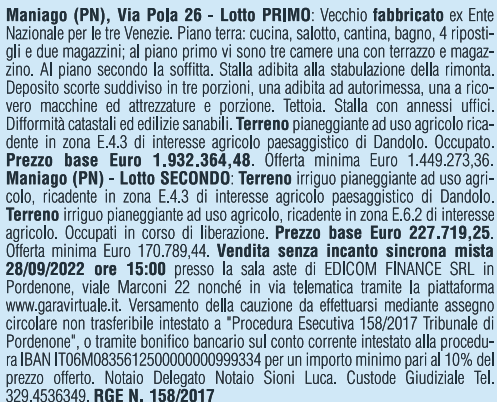 Maniago (PN), Via Pola 26 - Lotto PRIMO: Vecchio fabbricato ex Ente
Nazionale per le tre Venezie. Piano terra: cucina, salotto, cantina, bagno, 4 riposti-
gli e due magazzini; al piano primo vi sono tre camere una con terrazzo e magaz-
zino. Al piano secondo la soffitta. Stalla adibita alla stabulazione della rimonta.
Deposito scorte suddiviso in tre porzioni, una adibita ad autorimessa, una a rico-
vero macchine ed attrezzature e porzione. Tettoia. Stalla con annessi uffici.
Difformità catastali ed edilizie sanabili. Terreno pianeggiante ad uso agricolo rica-
dente in zona E.4.3 di interesse agricolo paesaggistico di Dandolo. Occupato.
Prezzo base Euro 1.932.364,48. Offerta minima Euro 1.449.273,36.
Maniago (PN) - Lotto SECONDO: Terreno irriguo pianeggiante ad uso agri-
colo, ricadente in zona E.4.3 di interesse agricolo paesaggistico di Dandolo.
Terreno irriguo pianeggiante ad uso agricolo, ricadente in zona E.6.2 di interesse
agricolo. Occupati in corso di liberazione. Prezzo base Euro 227.719,25.
Offerta minima Euro 170.789,44. Vendita senza incanto sincrona mista
28/09/2022 ore 15:00 presso la sala aste di EDICOM FINANCE SRL in
Pordenone, viale Marconi 22 nonché in via telematica tramite la piattaforma
www.garavirtuale.it. Versamento della cauzione da effettuarsi mediante assegno
circolare non trasferibile intestato a "Procedura Esecutiva 158/2017 Tribunale di
Pordenone", o tramite bonifico bancario sul conto corrente intestato alla procedu-
ra IBAN IT06M0835612500000000999334 per un importo minimo pari al 10% del
prezzo offerto. Notaio Delegato Notaio Sioni Luca. Custode Giudiziale Tel.
329.4536349. RGE N. 158/2017